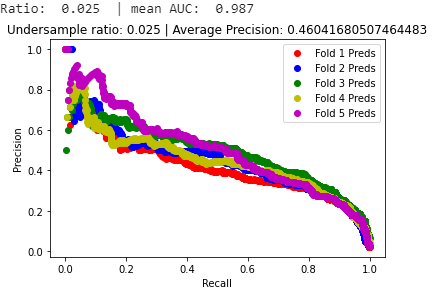 Ratio:  0.025  | mean AUC:  0.987
Undersample ratio: 0.025 | Average Precision: 0.46041680507464483
1.0
0.8
0.6
0.4
0.2
0.0
Precision
Fold 1 Preds
Fold 2 Preds
Fold 3 Preds
Fold 4 Preds
Fold 5 Preds
0.0 0.2 0.4 0.6 0.8 1.0
Recall